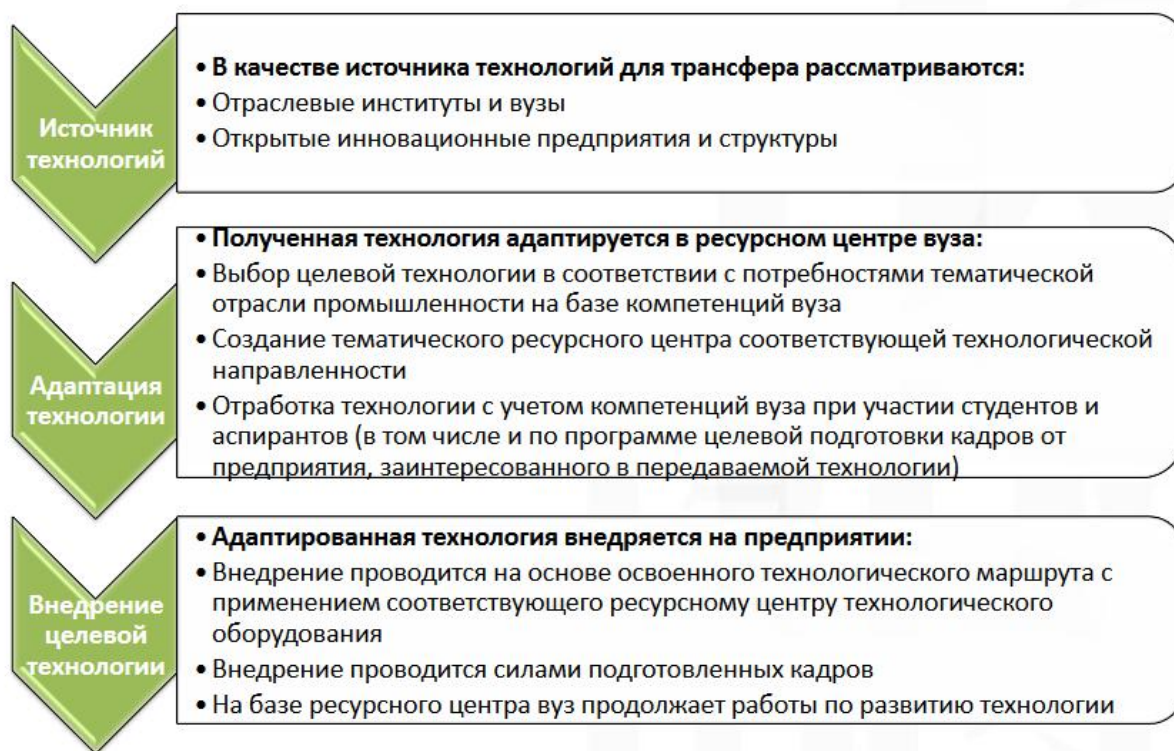 Источник
технологий
• В качестве источника технологий для трансфера рассматриваются:
• Отраслевые институты и вузы
• Открытые инновационные предприятия и структуры
Адаптация
технологии
• Полученная технология адаптируется в ресурсном центре вуза:
• Выбор целевой технологии в соответствии с потребностями тематической
отрасли промышленности на базе компетенций вуза
• Создание тематического ресурсного центра соответствующей технологической
направленности
• Отработка технологии с учетом компетенций вуза при участии студентов и
аспирантов (в том числе и по программе целевой подготовки кадров от
предприятия, заинтересованного в передаваемой технологии)
Внедрение
целевой
технологии
• Адаптированная технология внедряется на предприятии:
• Внедрение проводится на основе освоенного технологического маршрута с
применением соответствующего ресурсному центру технологического
оборудования
• Внедрение проводится силами подготовленных кадров
• На базе ресурсного центра вуз продолжает работы по развитию технологии